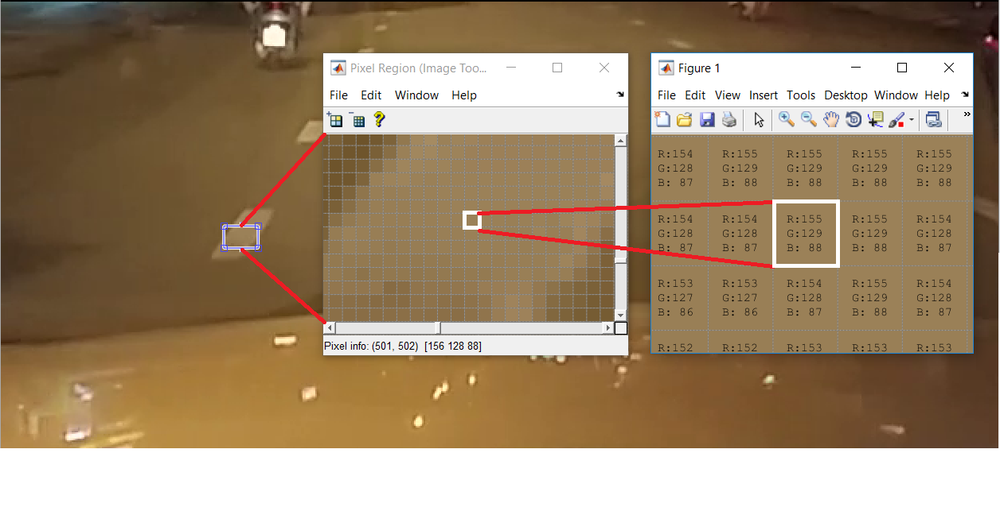 Pixel Region (Image Too...
File Edit Window Help
Pixel info: (501, 502) [156 128 88]
Figure 1
File Edit View Insert Tools Desktop Window Help
R:154 R:155 R:155 R:155 R:155
G:128 G:129 G:129 G:129 G:129
B: 87 B: 88 B: 88 B: 88 B: 88
R:154 R:154 R:155 R:154 R:154
G:128 G:128 G:129 G:128 G:128
B: 87 B: 87 B: 88 B: 87 B: 87
R:153 R:153 R:154 R:155 R:154
G:127 G:127 G:128 G:129 G:128
B: 86 B: 86 B: 87 B: 88 B: 87
R:152 R:152 R:153 R:153 R:153